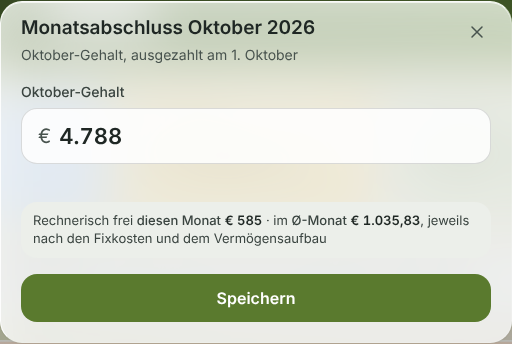 Monatsabschluss Oktober 2026
Oktober-Gehalt, ausgezahlt am 1. Oktober
Oktober-Gehalt
€ 4.788
Rechnerisch frei diesen Monat € 585 · im Ø-Monat € 1.035,83, jeweils
nach den Fixkosten und dem Vermögensaufbau
Speichern